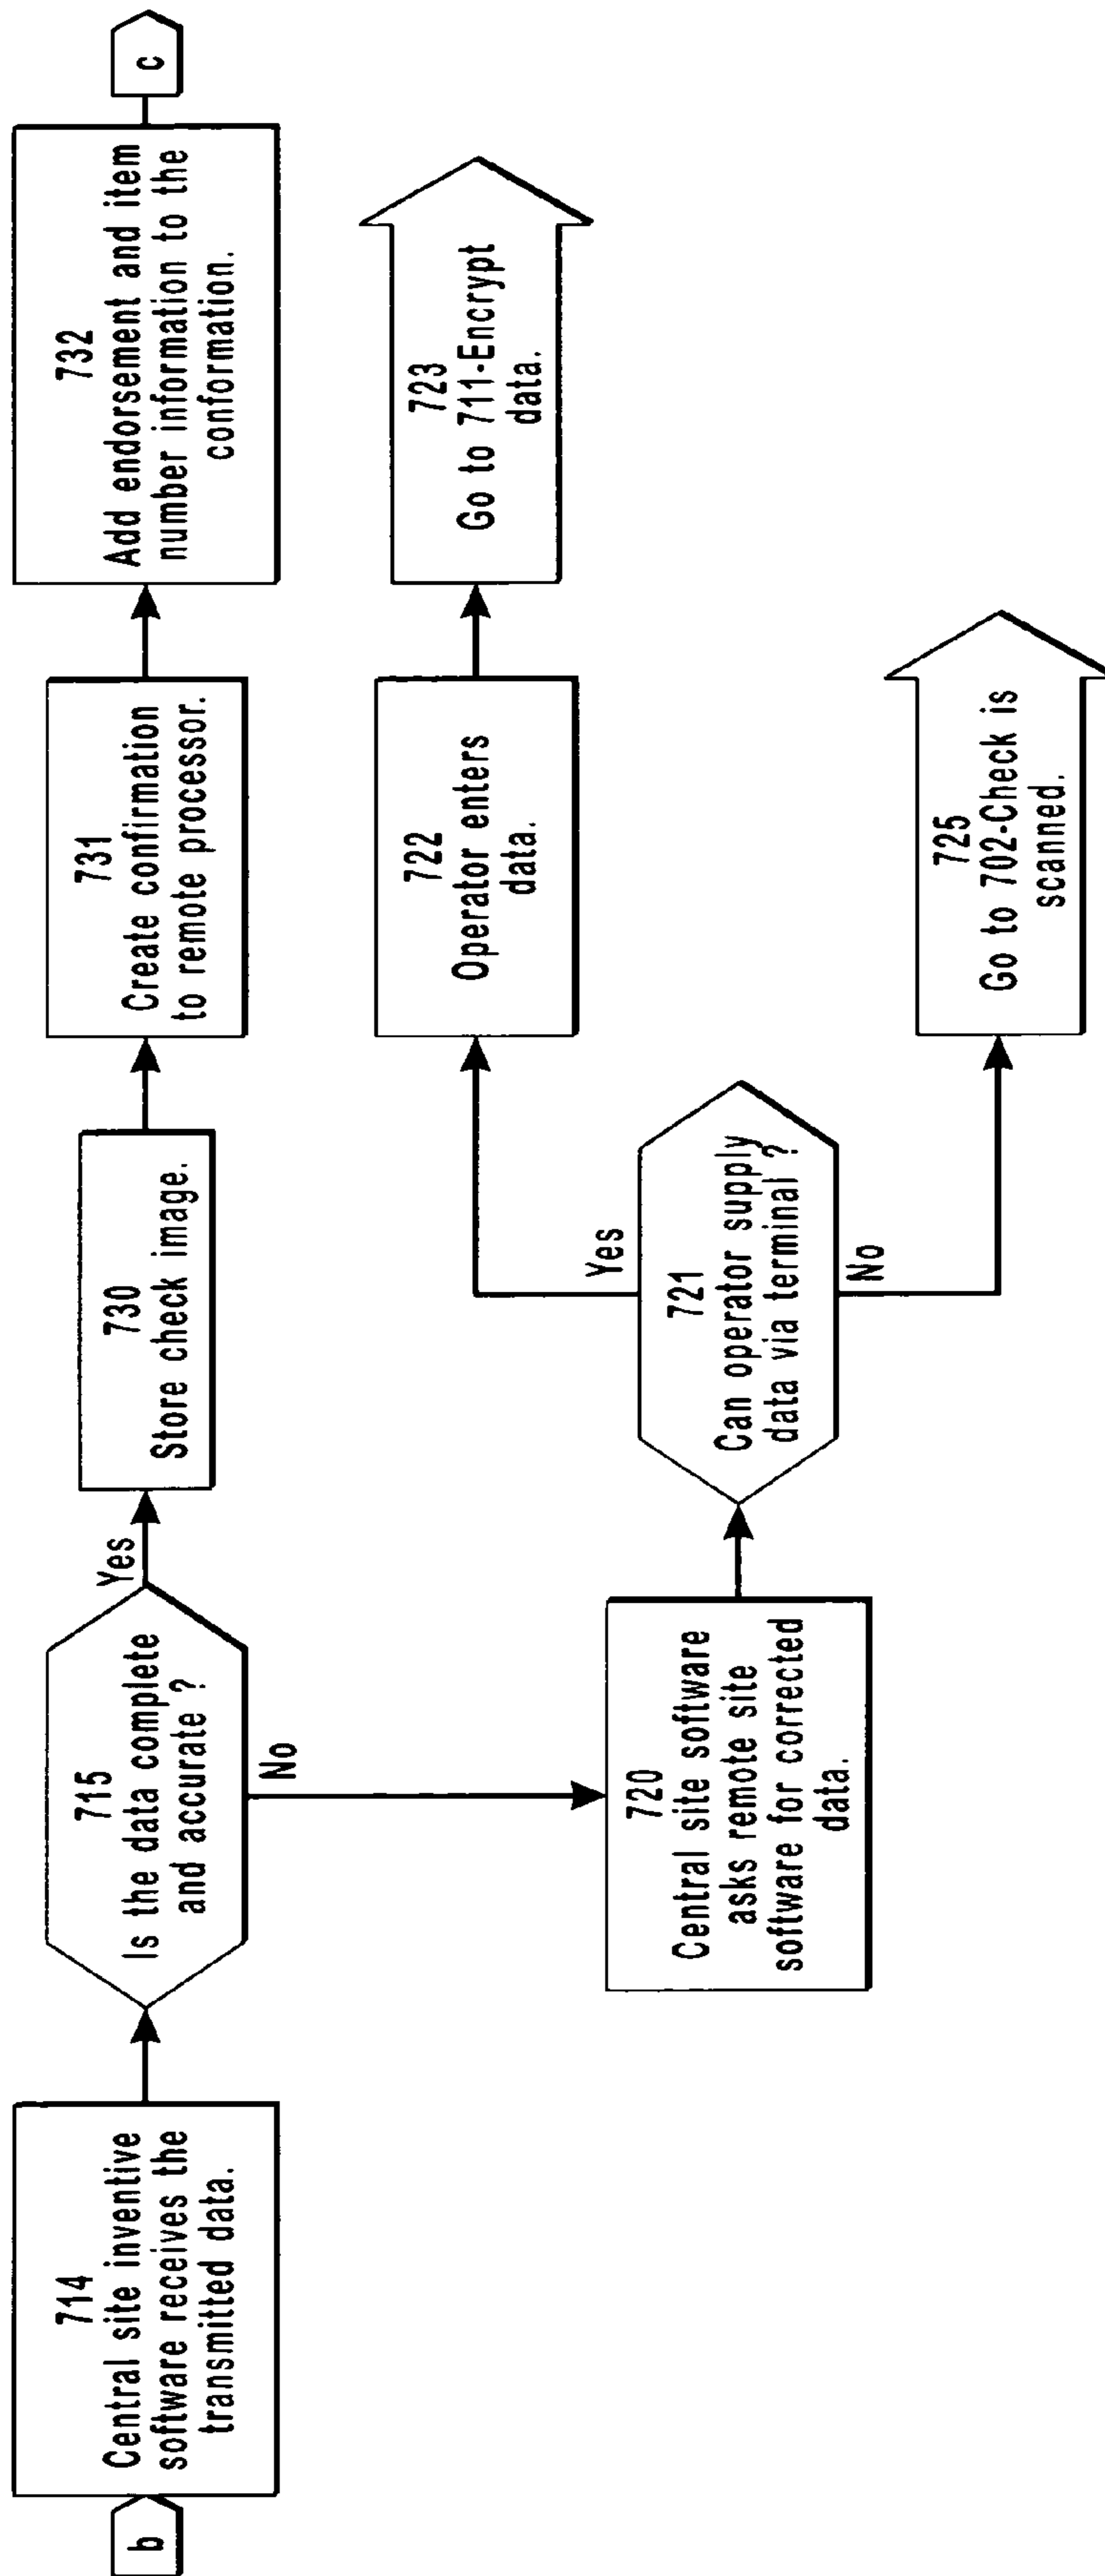 b
714
Central site inventive
software receives the
transmitted data.
715
Is the data complete
and accurate ?
Yes
No
730
Store check image.
731
Create confirmation
to remote processor.
732
Add endorsement and item
number information to the
conformation.
c
720
Central site software
asks remote site
software for corrected
data.
721
Can operator supply
data via terminal ?
Yes
No
722
Operator enters
data.
723
Go to 711-Encrypt
data.
725
Go to 702-Check is
scanned.